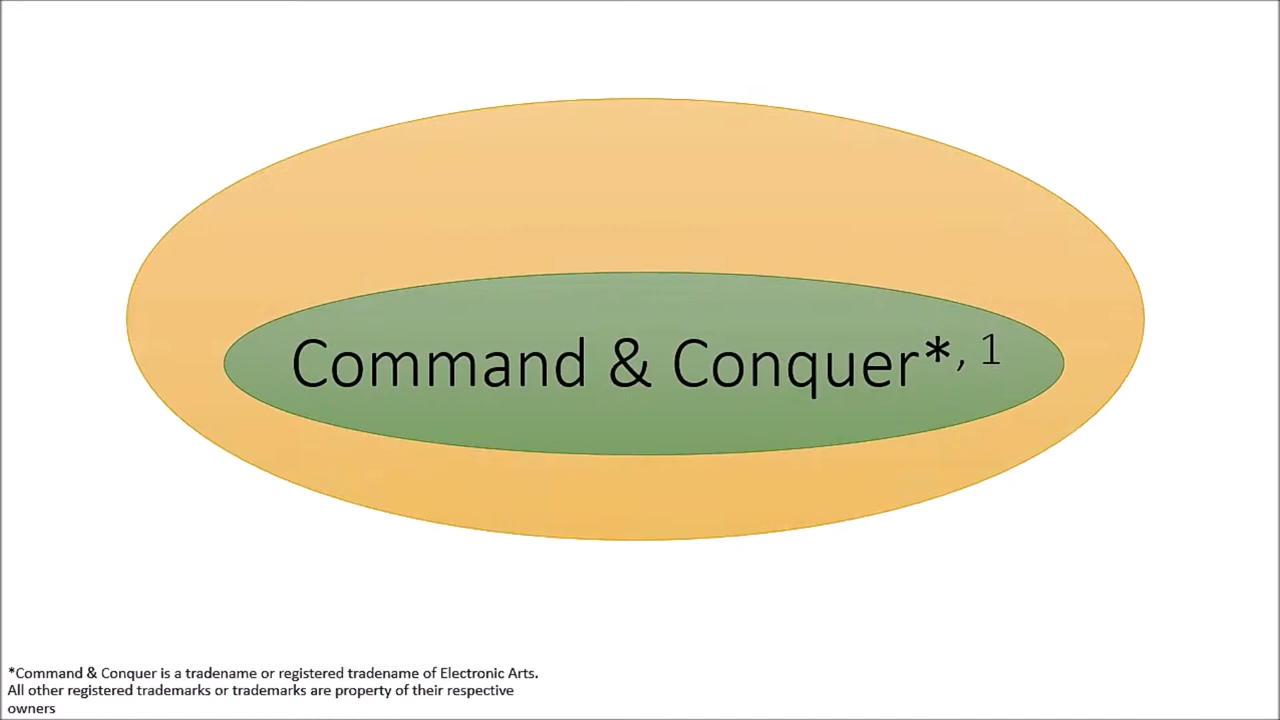 Command & Conquer*, 1
*Command & Conquer is a tradename or registered tradename of Electronic Arts.
All other registered trademarks or trademarks are property of their respective
owners